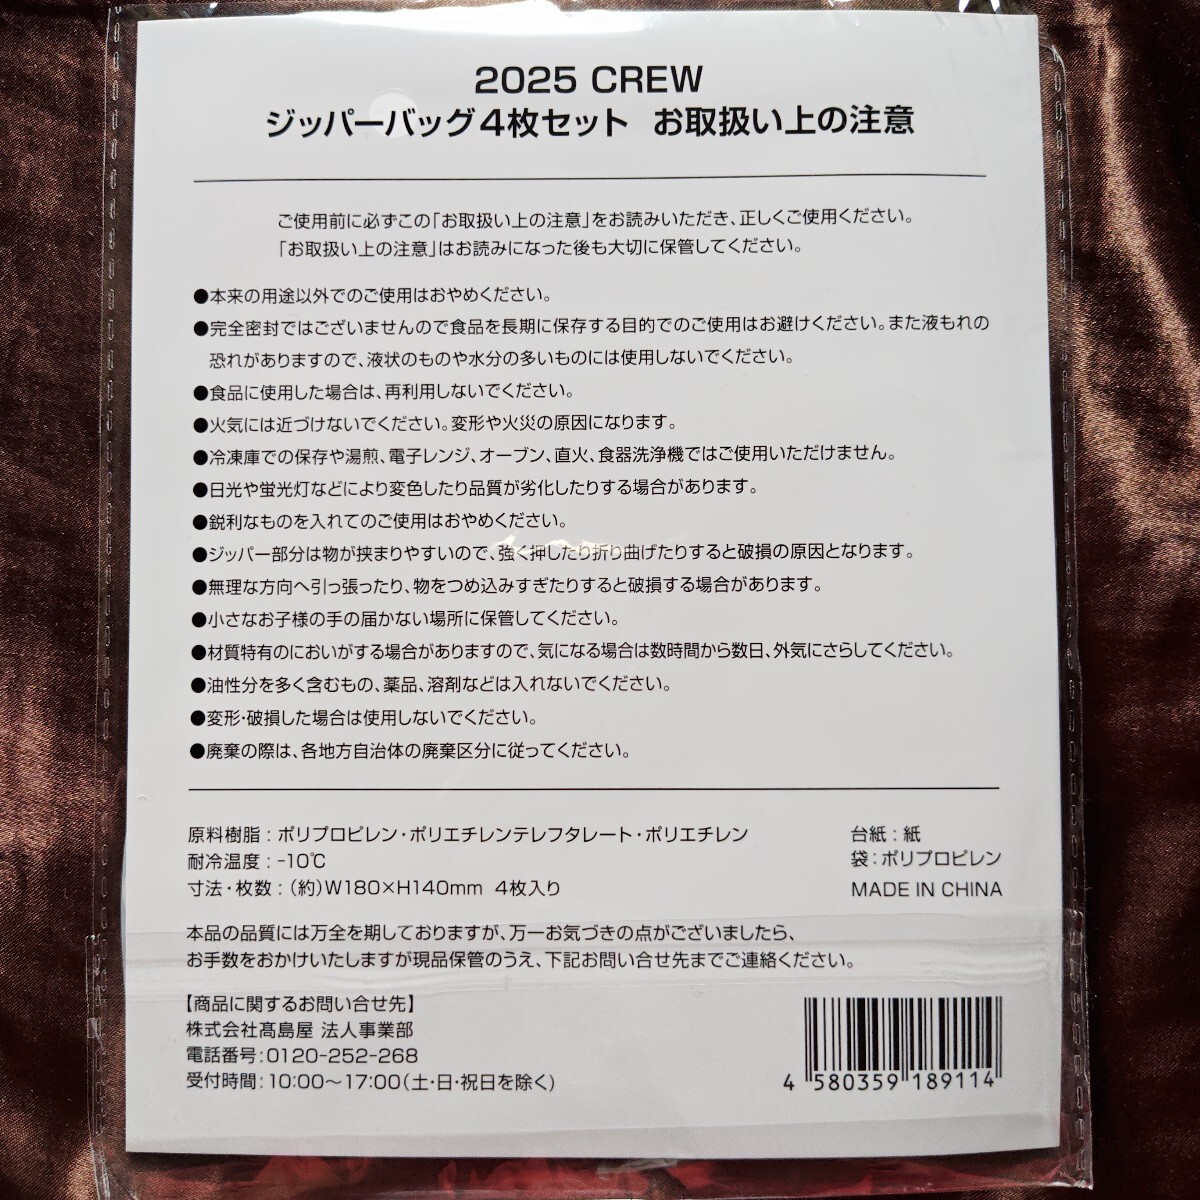 2025 CREW
ジッパーバッグ4枚セット お取扱い上の注意
ご使用前に必ずこの「お取扱い上の注意」をお読みいただき、正しくご使用ください。
「お取扱い上の注意」はお読みになった後も大切に保管してください。
●本来の用途以外でのご使用はおやめください。
●完全密封ではございませんので食品を長期に保存する目的でのご使用はお避けください。また液もれの
恐れがありますので、液状のものや水分の多いものには使用しないでください。
●食品に使用した場合は、再利用しないでください。
●火気には近づけないでください。変形や火災の原因になります。
●冷凍庫での保存や湯煎、電子レンジ、オーブン、直火、食器洗浄機ではご使用いただけません。
●日光や蛍光灯などにより変色したり品質が劣化したりする場合があります。
●鋭利なものを入れてのご使用はおやめください。
●ジッパー部分は物が挟まりやすいので、強く押したり折り曲げたりすると破損の原因となります。
●無理な方向へ引っ張ったり、物をつめ込みすぎたりすると破損する場合があります。
●小さなお子様の手の届かない場所に保管してください。
●材質特有のにおいがする場合がありますので、気になる場合は数時間から数日、外気にさらしてください。
●油性分を多く含むもの、薬品、溶剤などは入れないでください。
●変形・破損した場合は使用しないでください。
●廃棄の際は、各地方自治体の廃棄区分に従ってください。
原料樹脂：ポリプロピレン・ポリエチレンテレフタレート・ポリエチレン
耐冷温度：-10℃
寸法・枚数：(約)W180×H140mm 4枚入り
台紙：紙
袋：ポリプロピレン
MADE IN CHINA
本品の品質には万全を期しておりますが、万一お気づきの点がございましたら、
お手数をおかけいたしますが現品保管のうえ、下記お問い合せ先までご連絡ください。
【商品に関するお問い合せ先】
株式会社髙島屋 法人事業部
電話番号：0120-252-268
受付時間：10:00～17:00（土・日・祝日を除く）
4 580359 189114